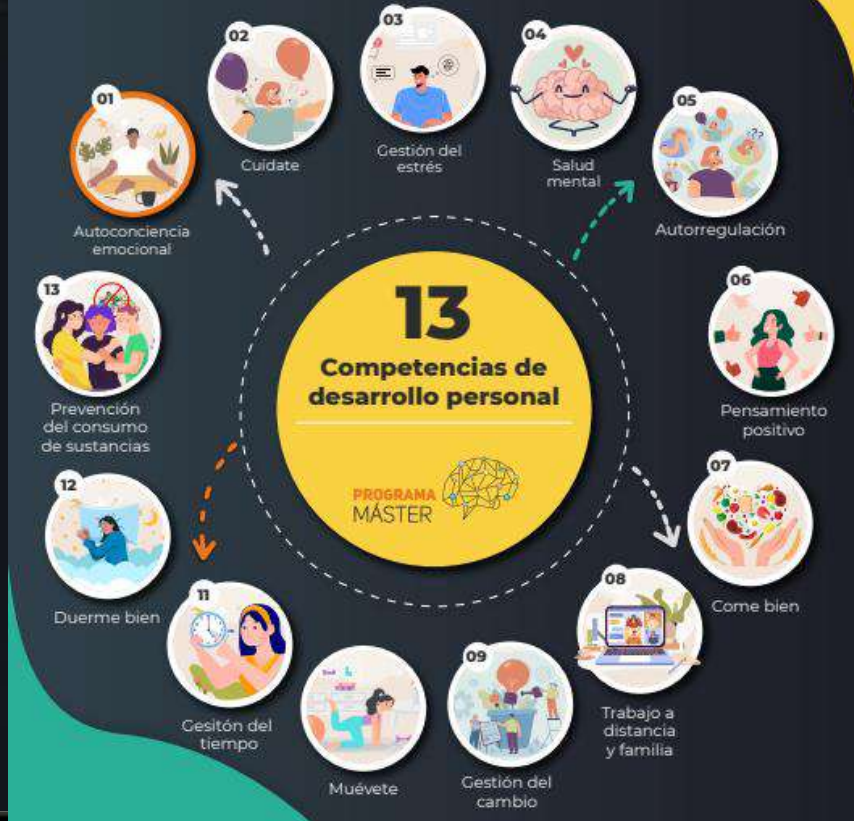 01
Autoconciencia
emocional
02
Cuidate
03
Gestión del
estrés
04
Salud
mental
05
Autorregulación
06
Pensamiento
positivo
07
Come bien
08
Trabajo a
distancia
y familia
09
Gestión del
cambio
Muévete
11
Gesitón del
tiempo
12
Duerme bien
13
Prevención
del consumo
de sustancias
13
Competencias de
desarrollo personal
PROGRAMA
MÁSTER
??